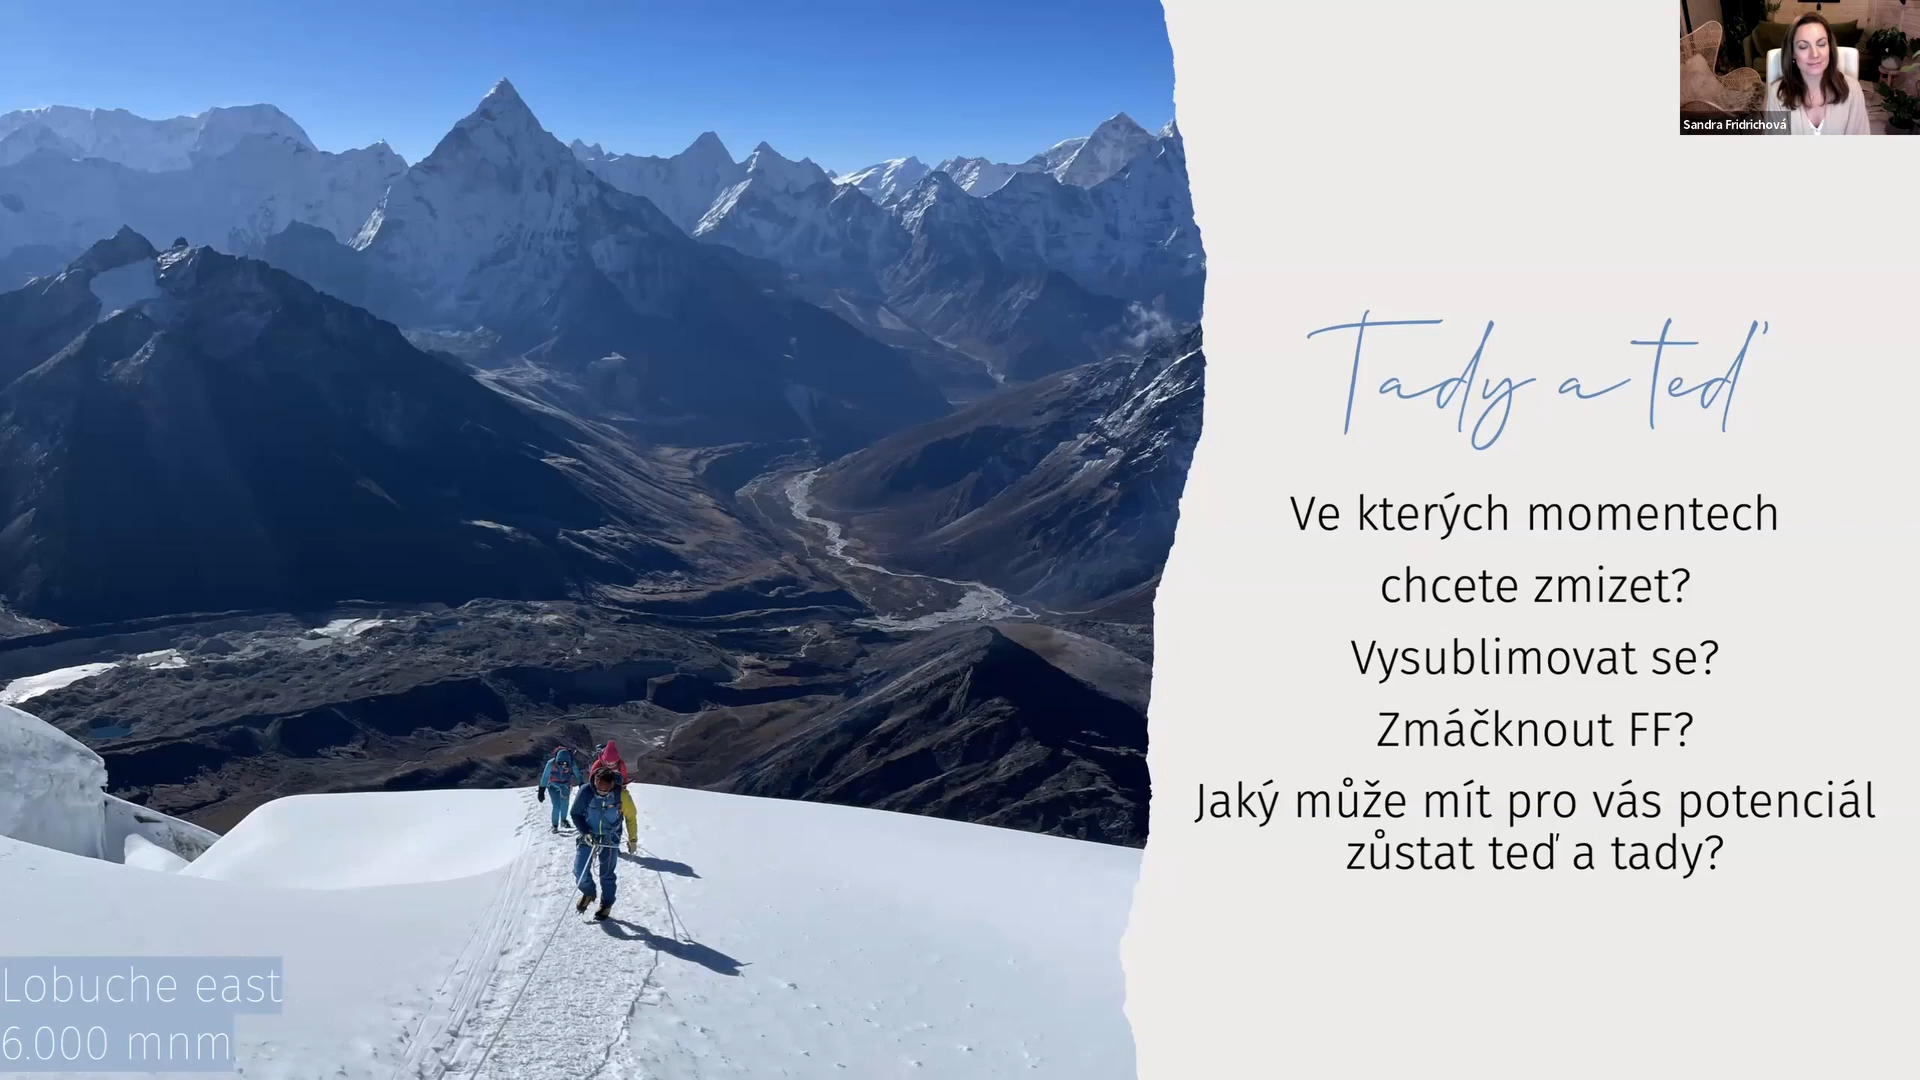 Sandra Fridrichová
Tady a teď
Ve kterých momentech
chcete zmizet?
Vysublimovat se?
Zmáčknout FF?
Jaký může mít pro vás potenciál
zůstat teď a tady?
Lobuche east
6.000 mnm